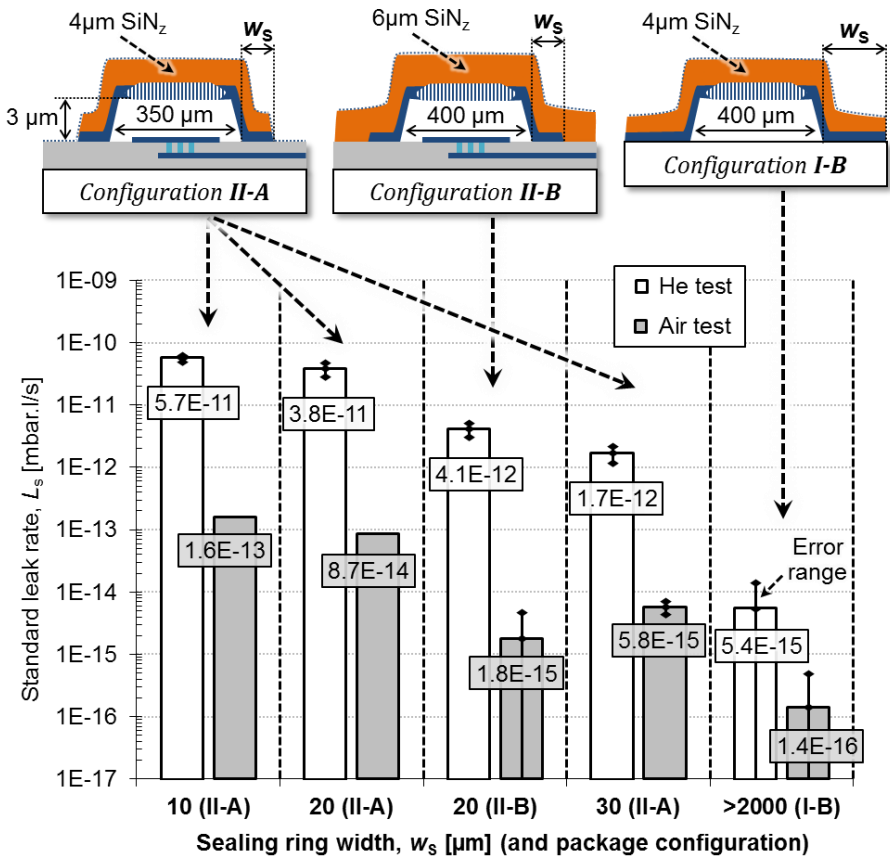 4µm SiNz
wS
6µm SiNz
wS
4µm SiNz
wS
3 µm
350 µm
400 µm
400 µm
Configuration II-A
Configuration II-B
Configuration I-B
Standard leak rate, Ls [mbar.l/s]
1E-09
1E-10
1E-11
1E-12
1E-13
1E-14
1E-15
1E-16
1E-17
He test
Air test
5.7E-11
3.8E-11
4.1E-12
1.7E-12
1.6E-13
8.7E-14
Error
range
1.8E-15
5.8E-15
5.4E-15
1.4E-16
10 (II-A)
20 (II-A)
20 (II-B)
30 (II-A)
>2000 (I-B)
Sealing ring width, ws [µm] (and package configuration)